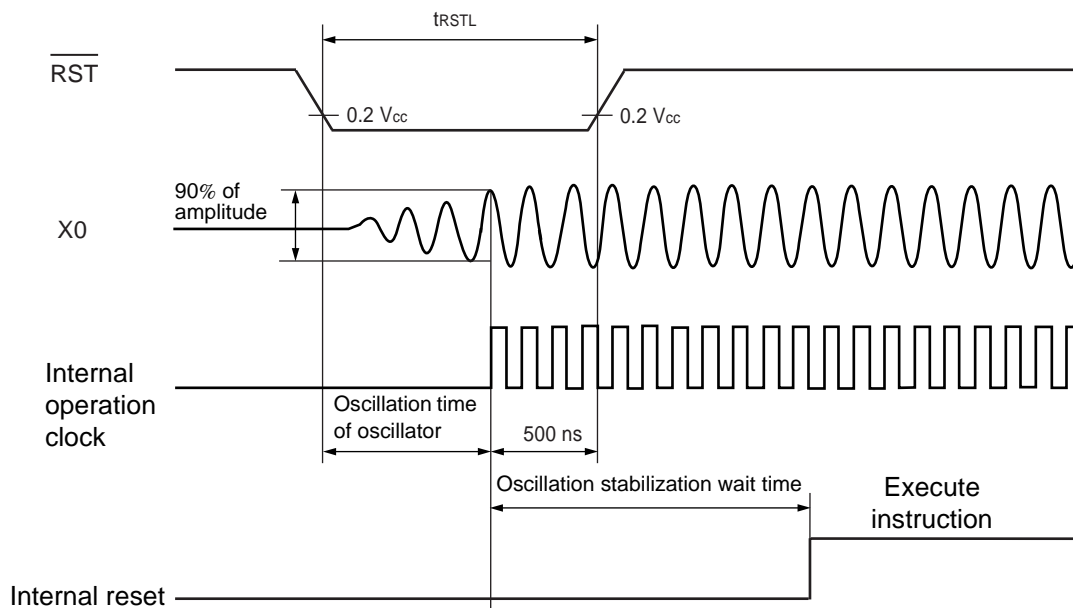 tRSTL
RST
0.2 Vcc
0.2 Vcc
90% of
amplitude
X0
Internal
operation
clock
Oscillation time
of oscillator
500 ns
Oscillation stabilization wait time
Execute
instruction
Internal reset